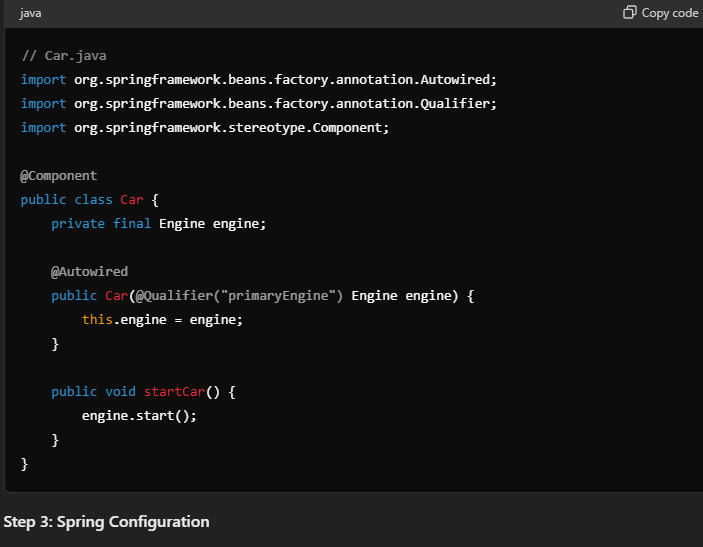 java
Copy code
// Car.java
import org.springframework.beans.factory.annotation.Autowired;
import org.springframework.beans.factory.annotation.Qualifier;
import org.springframework.stereotype.Component;
@Component
public class Car {
    private final Engine engine;
    @Autowired
    public Car(@Qualifier("primaryEngine") Engine engine) {
        this.engine = engine;
    }
    public void startCar() {
        engine.start();
    }
}
Step 3: Spring Configuration